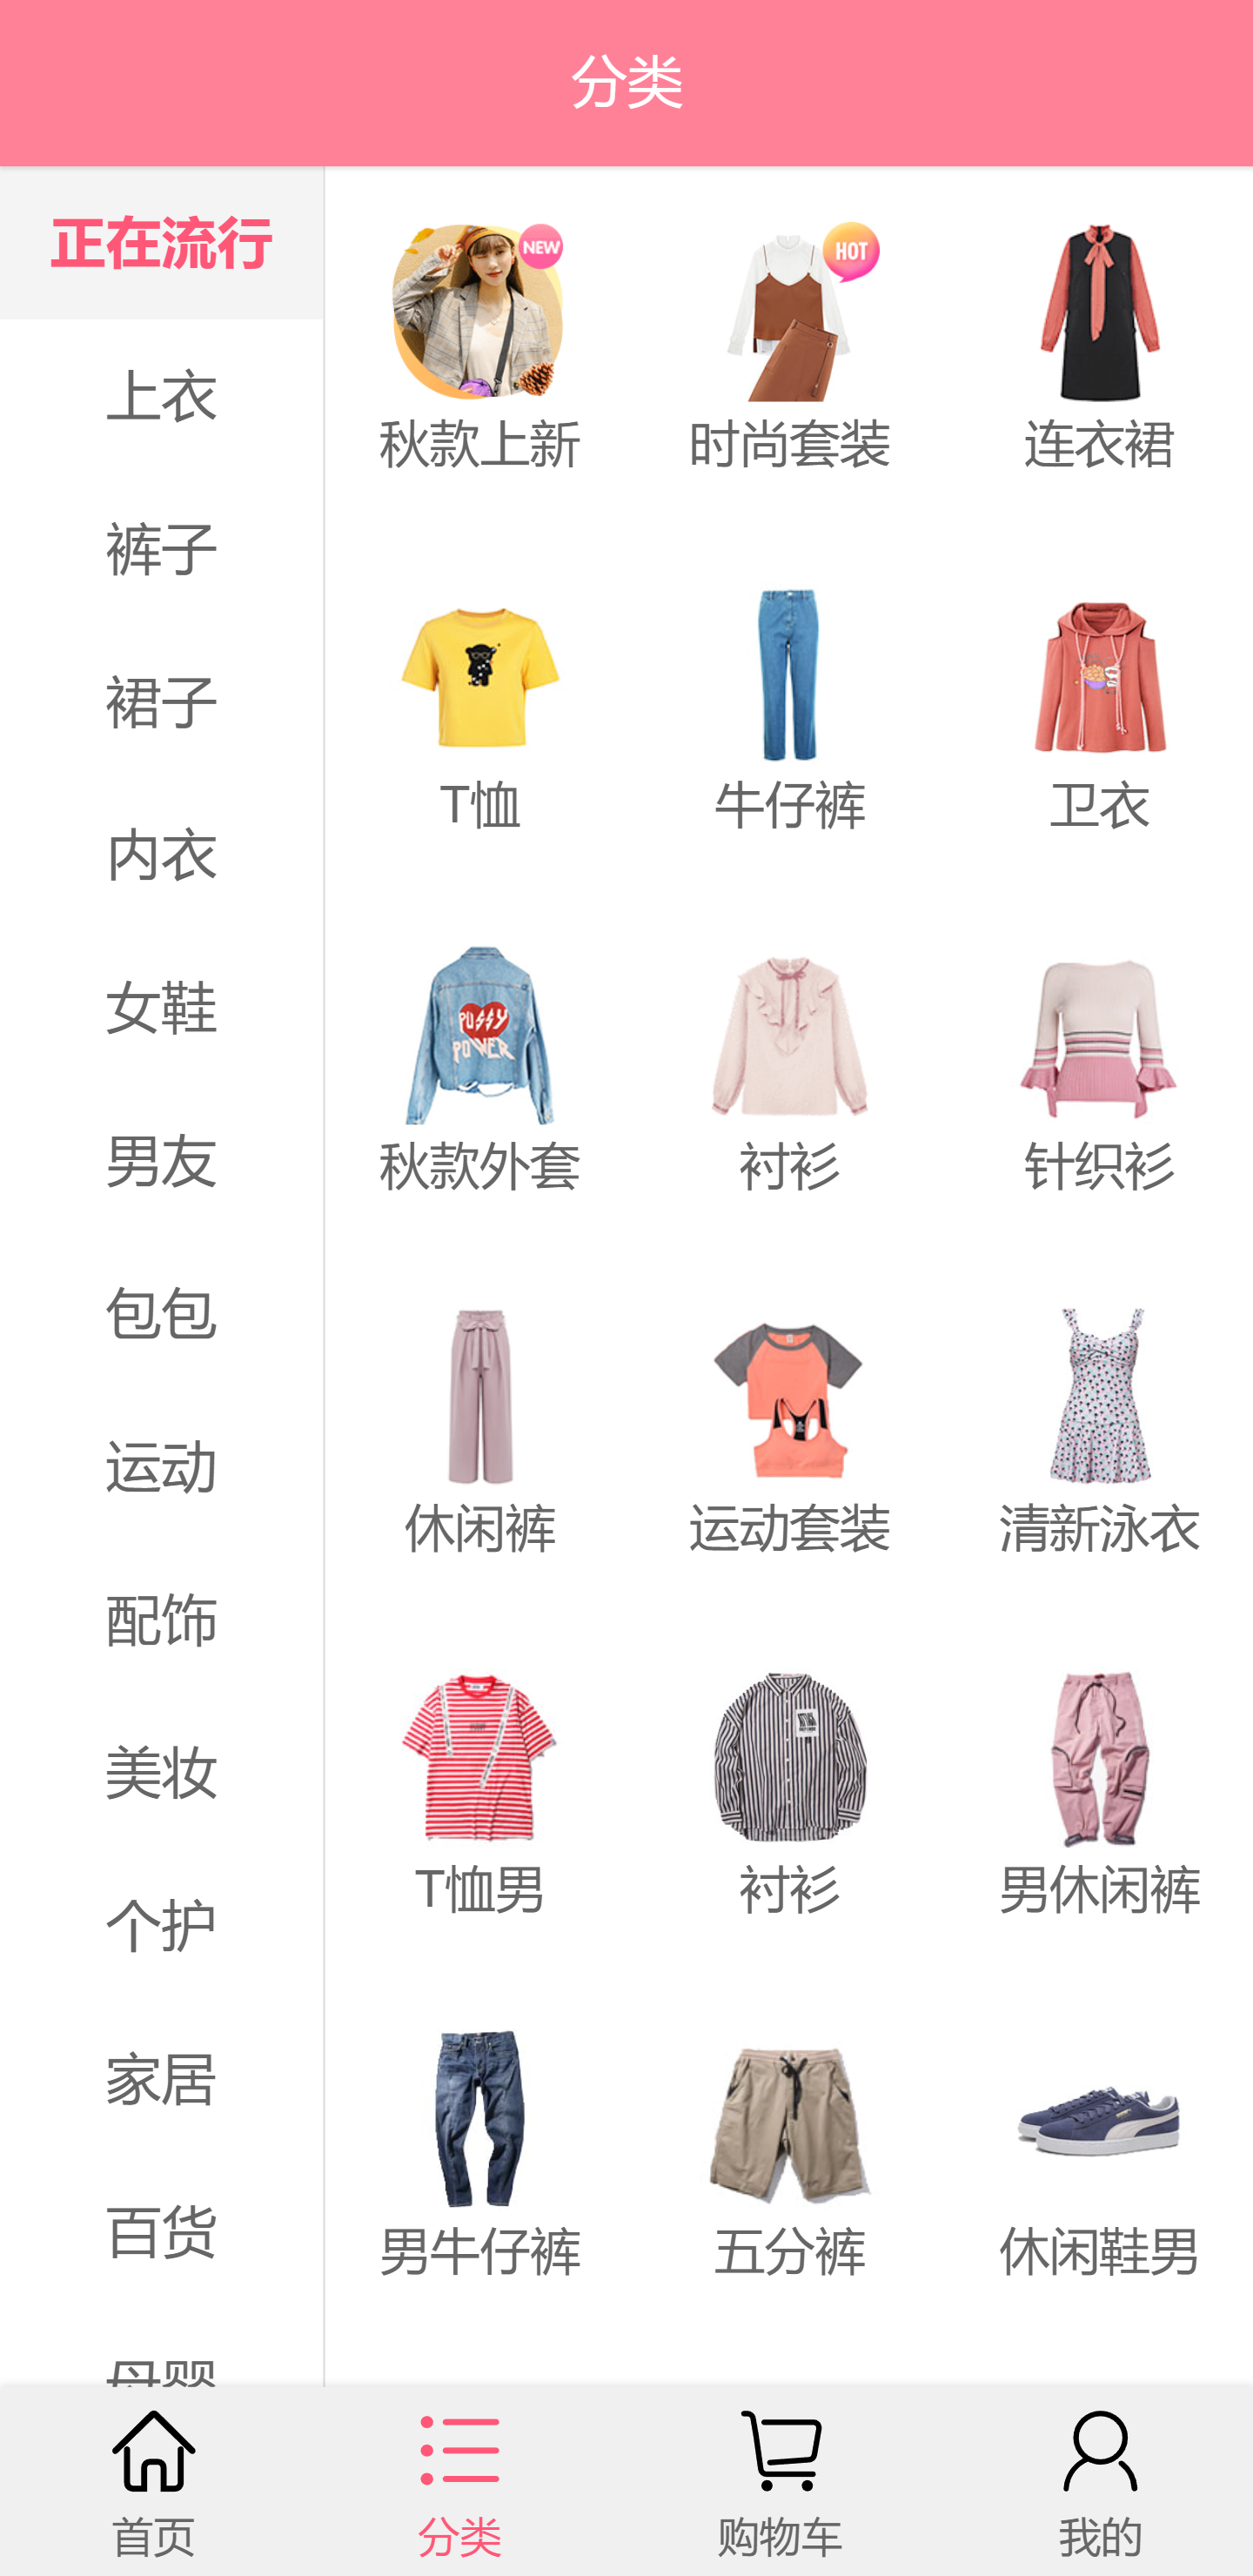 分类
正在流行
上衣
裤子
裙子
内衣
女鞋
男友
包包
运动
配饰
美妆
个护
家居
百货
母婴
NEW
秋款上新
HOT
时尚套装
连衣裙
T恤
牛仔裤
卫衣
PUSSY
POWER
秋款外套
衬衫
针织衫
休闲裤
运动套装
清新泳衣
T恤男
衬衫
男休闲裤
男牛仔裤
五分裤
休闲鞋男
首页
分类
购物车
我的